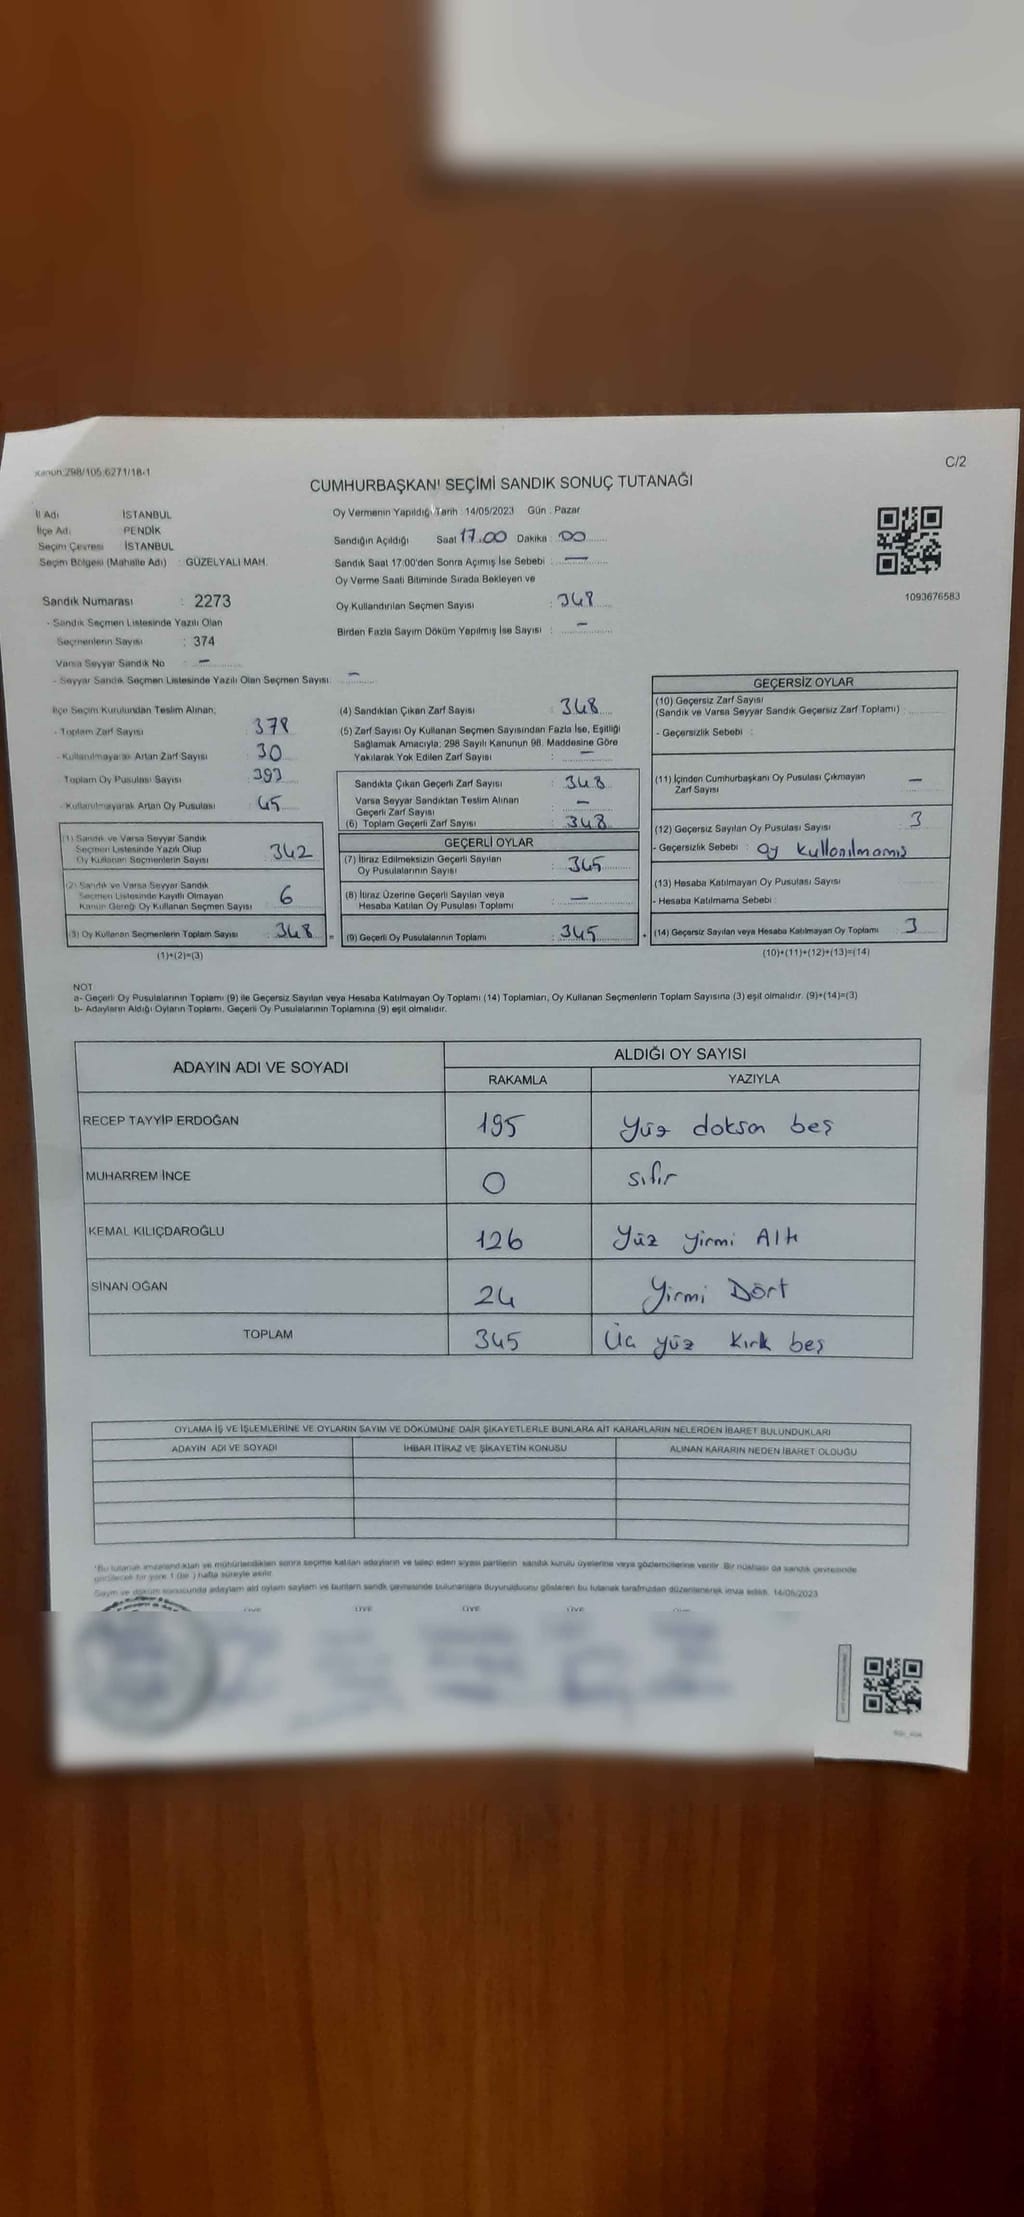 Kanun:298/105,6271/18-1
C/2
CUMHURBAŞKANI SEÇİMİ SANDIK SONUÇ TUTANAĞI
İl Adı İSTANBUL
İlçe Adı PENDİK
Seçim Çevresi İSTANBUL
Seçim Bölgesi (Mahalle Adı) : GÜZELYALI MAH.
Sandık Numarası : 2273
- Sandık Seçmen Listesinde Yazılı Olan
Seçmenlerin Sayısı : 374
Varsa Seyyar Sandık No : –
- Seyyar Sandık Seçmen Listesinde Yazılı Olan Seçmen Sayısı: –
Oy Vermenin Yapıldığı Tarih : 14/05/2023 Gün : Pazar
Sandığın Açıldığı Saat 17.00 Dakika : 00
Sandık Saat 17:00'den Sonra Açımış İse Sebebi : –
Oy Verme Saati Bitiminde Sırada Bekleyen ve
Oy Kullandırılan Seçmen Sayısı : 348
Birden Fazla Sayım Döküm Yapılmış İse Sayısı : –
1093676583
İlçe Seçim Kurulundan Teslim Alınan;
- Toplam Zarf Sayısı : 378
- Kullanılmayarak Artan Zarf Sayısı : 30
Toplam Oy Pusulası Sayısı : 393
- Kullanılmayarak Artan Oy Pusulası : 45
(1) Sandık ve Varsa Seyyar Sandık
Seçmen Listesinde Yazılı Olup
Oy Kullanan Seçmenlerin Sayısı : 342
(2) Sandık ve Varsa Seyyar Sandık
Seçmen Listesinde Kayıtlı Olmayan
Kanun Gereği Oy Kullanan Seçmen Sayısı : 6
(3) Oy Kullanan Seçmenlerin Toplam Sayısı : 348
(1)+(2)=(3)
(4) Sandıktan Çıkan Zarf Sayısı : 348
(5) Zarf Sayısı Oy Kullanan Seçmen Sayısından Fazla İse, Eşitliği
Sağlamak Amacıyla; 298 Sayılı Kanunun 98. Maddesine Göre
Yakılarak Yok Edilen Zarf Sayısı : –
Sandıkta Çıkan Geçerli Zarf Sayısı : 348
Varsa Seyyar Sandıktan Teslim Alınan
Geçerli Zarf Sayısı : –
(6) Toplam Geçerli Zarf Sayısı : 348
GEÇERLİ OYLAR
(7) İtiraz Edilmeksizin Geçerli Sayılan
Oy Pusulalarının Sayısı : 345
(8) İtiraz Üzerine Geçerli Sayılan veya
Hesaba Katılan Oy Pusulası Toplamı : –
(9) Geçerli Oy Pusulalarının Toplamı : 345
GEÇERSİZ OYLAR
(10) Geçersiz Zarf Sayısı
(Sandık ve Varsa Seyyar Sandık Geçersiz Zarf Toplamı) :
- Geçersizlik Sebebi :
(11) İçinden Cumhurbaşkanı Oy Pusulası Çıkmayan
Zarf Sayısı : –
(12) Geçersiz Sayılan Oy Pusulası Sayısı : 3
- Geçersizlik Sebebi : oy kullanılmamış
(13) Hesaba Katılmayan Oy Pusulası Sayısı :
- Hesaba Katılmama Sebebi :
(14) Geçersiz Sayılan veya Hesaba Katılmayan Oy Toplamı : 3
(10)+(11)+(12)+(13)=(14)
NOT
a- Geçerli Oy Pusulalarının Toplamı (9) ile Geçersiz Sayılan veya Hesaba Katılmayan Oy Toplamı (14) Toplamları, Oy Kullanan Seçmenlerin Toplam Sayısına (3) eşit olmalıdır. (9)+(14)=(3)
b- Adayların Aldığı Oyların Toplamı, Geçerli Oy Pusulalarının Toplamına (9) eşit olmalıdır.
ADAYIN ADI VE SOYADI
ALDIĞI OY SAYISI
RAKAMLA YAZIYLA
RECEP TAYYİP ERDOĞAN 195 Yüz doksan beş
MUHARREM İNCE 0 sıfır
KEMAL KILIÇDAROĞLU 126 Yüz yirmi Altı
SİNAN OĞAN 24 Yirmi Dört
TOPLAM 345 Üç yüz Kırk beş
OYLAMA İŞ VE İŞLEMLERİNE VE OYLARIN SAYIM VE DÖKÜMÜNE DAİR ŞİKAYETLERLE BUNLARA AİT KARARLARIN NELERDEN İBARET BULUNDUKLARI
ADAYIN ADI VE SOYADI İHBAR İTİRAZ VE ŞİKAYETİN KONUSU ALINAN KARARIN NEDEN İBARET OLDUĞU
*Bu tutanak imzalandıktan ve mühürlendikten sonra seçime katılan adayların ve talep eden siyasi partilerin sandık kurulu üyelerine veya gözlemcilerine verilir. Bir nüshası da sandık çevresinde
görülecek bir yere 1 (bir) hafta süreyle asılır.
Sayım ve döküm sonucunda adayların aldığı oyların sayısını ve bunların sandık çevresinde bulunanlara duyurulduğunu gösteren bu tutanak tarafımızdan düzenlenerek imza edildi. 14/05/2023
ÜYE ÜYE ÜYE ÜYE